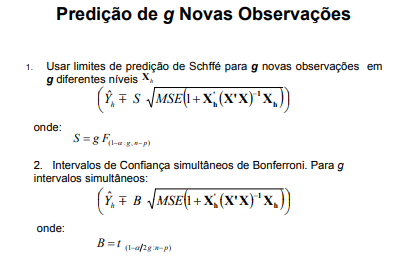 Predição de g Novas Observações
1. Usar limites de predição de Schffé para g novas observações em
g diferentes níveis Xₕ
(Ŷₕ ∓ S √MSE(1 + X'ₕ(X'X)⁻¹Xₕ))
onde:
S = g F(1−α ; g, n−p)
2. Intervalos de Confiança simultâneos de Bonferroni. Para g
intervalos simultâneos:
(Ŷₕ ∓ B √MSE(1 + X'ₕ(X'X)⁻¹Xₕ))
onde:
B = t (1−α/2g; n−p)